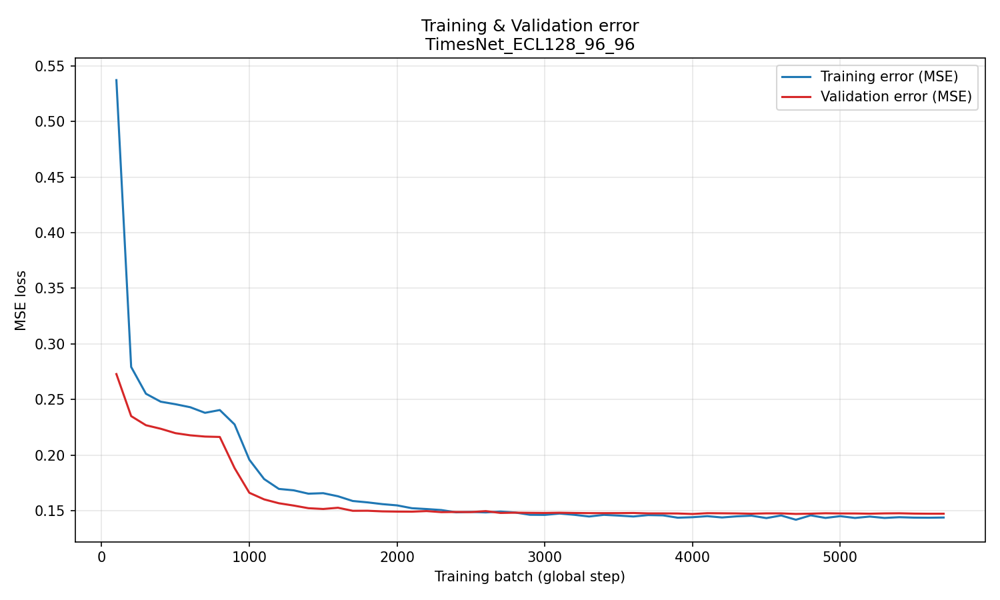 Training & Validation error
TimesNet_ECL128_96_96
Training error (MSE)
Validation error (MSE)
MSE loss
0.55
0.50
0.45
0.40
0.35
0.30
0.25
0.20
0.15
0 1000 2000 3000 4000 5000
Training batch (global step)